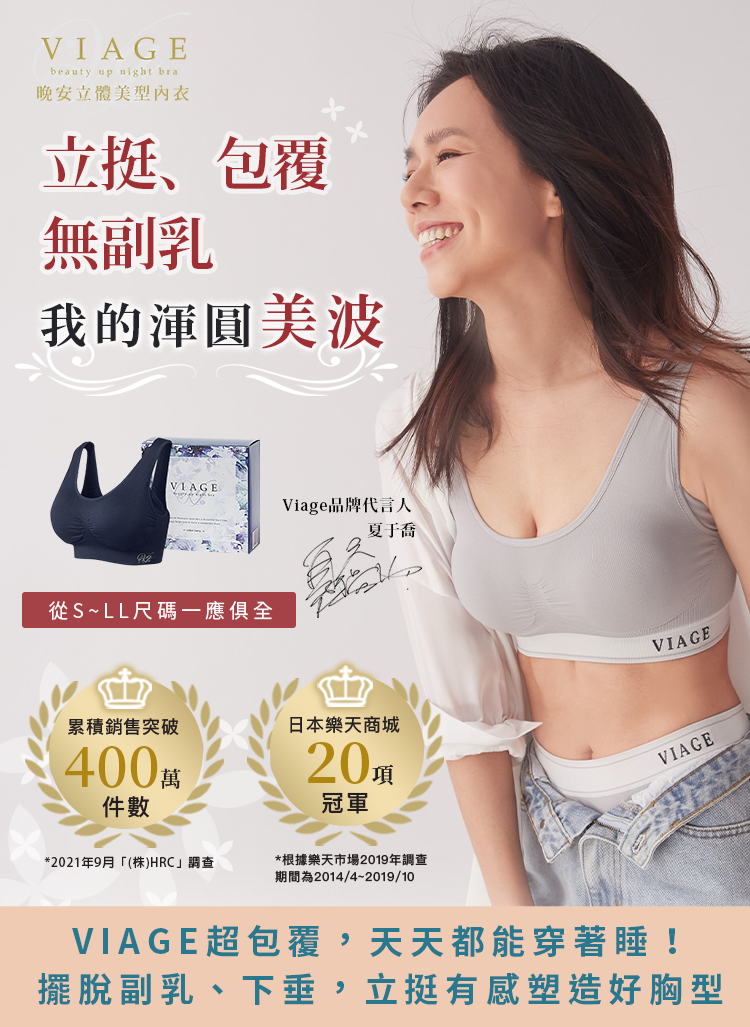 VIAGE
beauty up night bra
晚安立體美型內衣
立挺、包覆
無副乳
我的渾圓美波
VIAGE
beauty up night bra
Viage品牌代言人
夏于喬
從S~LL尺碼一應俱全
VIAGE
VIAGE
累積銷售突破
400萬
件數
*2021年9月「(株)HRC」調查
日本樂天商城
20項
冠軍
*根據樂天市場2019年調查
期間為2014/4~2019/10
VIAGE超包覆，天天都能穿著睡！
擺脫副乳、下垂，立挺有感塑造好胸型